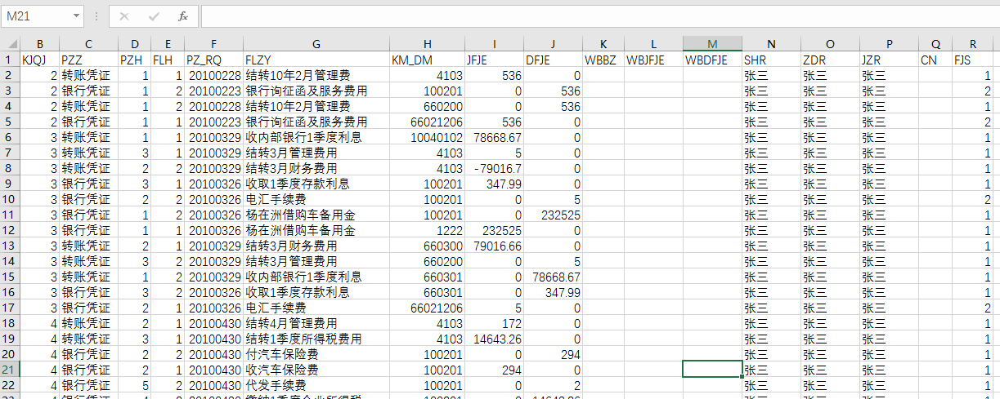 M21 fx
B C D E F G H I J K L M N O P Q R
1 KJQJ PZZ PZH FLH PZ_RQ FLZY KM_DM JFJE DFJE WBBZ WBJFJE WBDFJE SHR ZDR JZR CN FJS
2 2 转账凭证 1 1 20100228 结转10年2月管理费 4103 536 0 张三 张三 张三 1
3 2 银行凭证 1 2 20100223 银行询征函及服务费用 100201 0 536 张三 张三 张三 2
4 2 转账凭证 1 2 20100228 结转10年2月管理费 660200 0 536 张三 张三 张三 1
5 2 银行凭证 1 1 20100223 银行询征函及服务费用 66021206 536 0 张三 张三 张三 2
6 3 转账凭证 1 1 20100329 收内部银行1季度利息 10040102 78668.67 0 张三 张三 张三 1
7 3 转账凭证 3 1 20100329 结转3月管理费用 4103 5 0 张三 张三 张三 1
8 3 转账凭证 2 2 20100329 结转3月财务费用 4103 -79016.7 0 张三 张三 张三 1
9 3 银行凭证 3 1 20100326 收取1季度存款利息 100201 347.99 0 张三 张三 张三 1
10 3 银行凭证 2 2 20100326 电汇手续费 100201 0 5 张三 张三 张三 2
11 3 银行凭证 1 2 20100326 杨在洲借购车备用金 100201 0 232525 张三 张三 张三 1
12 3 银行凭证 1 1 20100326 杨在洲借购车备用金 1222 232525 0 张三 张三 张三 1
13 3 转账凭证 2 1 20100329 结转3月财务费用 660300 79016.66 0 张三 张三 张三 1
14 3 转账凭证 3 2 20100329 结转3月管理费用 660200 0 5 张三 张三 张三 1
15 3 转账凭证 1 2 20100329 收内部银行1季度利息 660301 0 78668.67 张三 张三 张三 1
16 3 银行凭证 3 2 20100326 收取1季度存款利息 660301 0 347.99 张三 张三 张三 1
17 3 银行凭证 2 1 20100326 电汇手续费 66021206 5 0 张三 张三 张三 2
18 4 转账凭证 2 1 20100430 结转4月管理费用 4103 172 0 张三 张三 张三 1
19 4 转账凭证 3 1 20100430 结转1季度所得税费用 4103 14643.26 0 张三 张三 张三 1
20 4 银行凭证 2 2 20100430 付汽车保险费 100201 0 294 张三 张三 张三 1
21 4 银行凭证 2 1 20100430 收汽车保险费 100201 294 0 张三 张三 张三 1
22 4 银行凭证 5 2 20100430 代发手续费 100201 0 2 张三 张三 张三 1